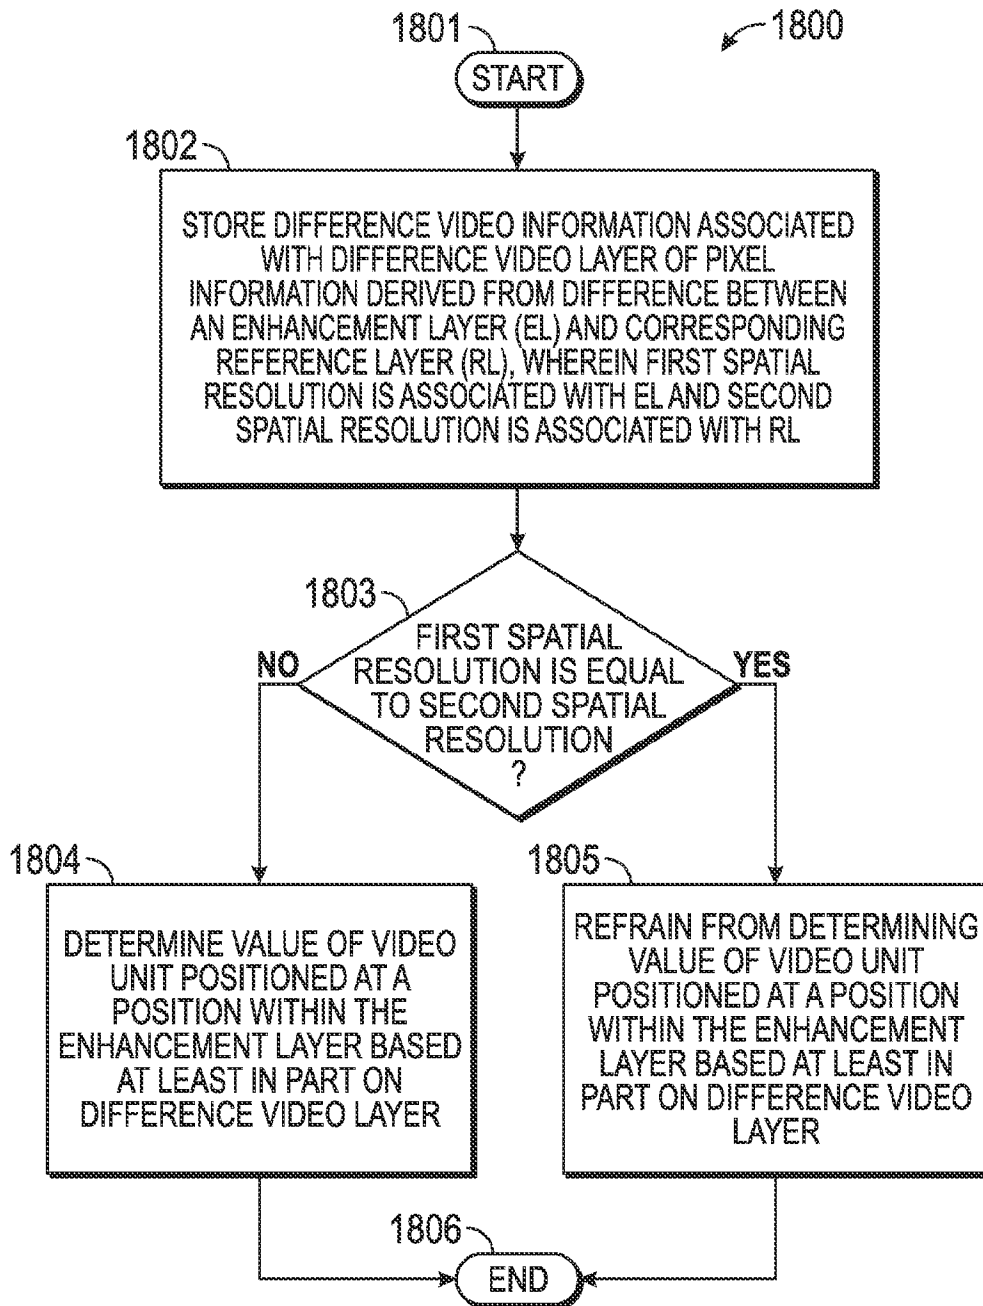 1801
1800
START
1802
STORE DIFFERENCE VIDEO INFORMATION ASSOCIATED
WITH DIFFERENCE VIDEO LAYER OF PIXEL
INFORMATION DERIVED FROM DIFFERENCE BETWEEN
AN ENHANCEMENT LAYER (EL) AND CORRESPONDING
REFERENCE LAYER (RL), WHEREIN FIRST SPATIAL
RESOLUTION IS ASSOCIATED WITH EL AND SECOND
SPATIAL RESOLUTION IS ASSOCIATED WITH RL
1803
FIRST SPATIAL
RESOLUTION IS EQUAL
TO SECOND SPATIAL
RESOLUTION
?
NO
YES
1804
DETERMINE VALUE OF VIDEO
UNIT POSITIONED AT A
POSITION WITHIN THE
ENHANCEMENT LAYER BASED
AT LEAST IN PART ON
DIFFERENCE VIDEO LAYER
1805
REFRAIN FROM DETERMINING
VALUE OF VIDEO UNIT
POSITIONED AT A POSITION
WITHIN THE ENHANCEMENT
LAYER BASED AT LEAST IN
PART ON DIFFERENCE VIDEO
LAYER
1806
END